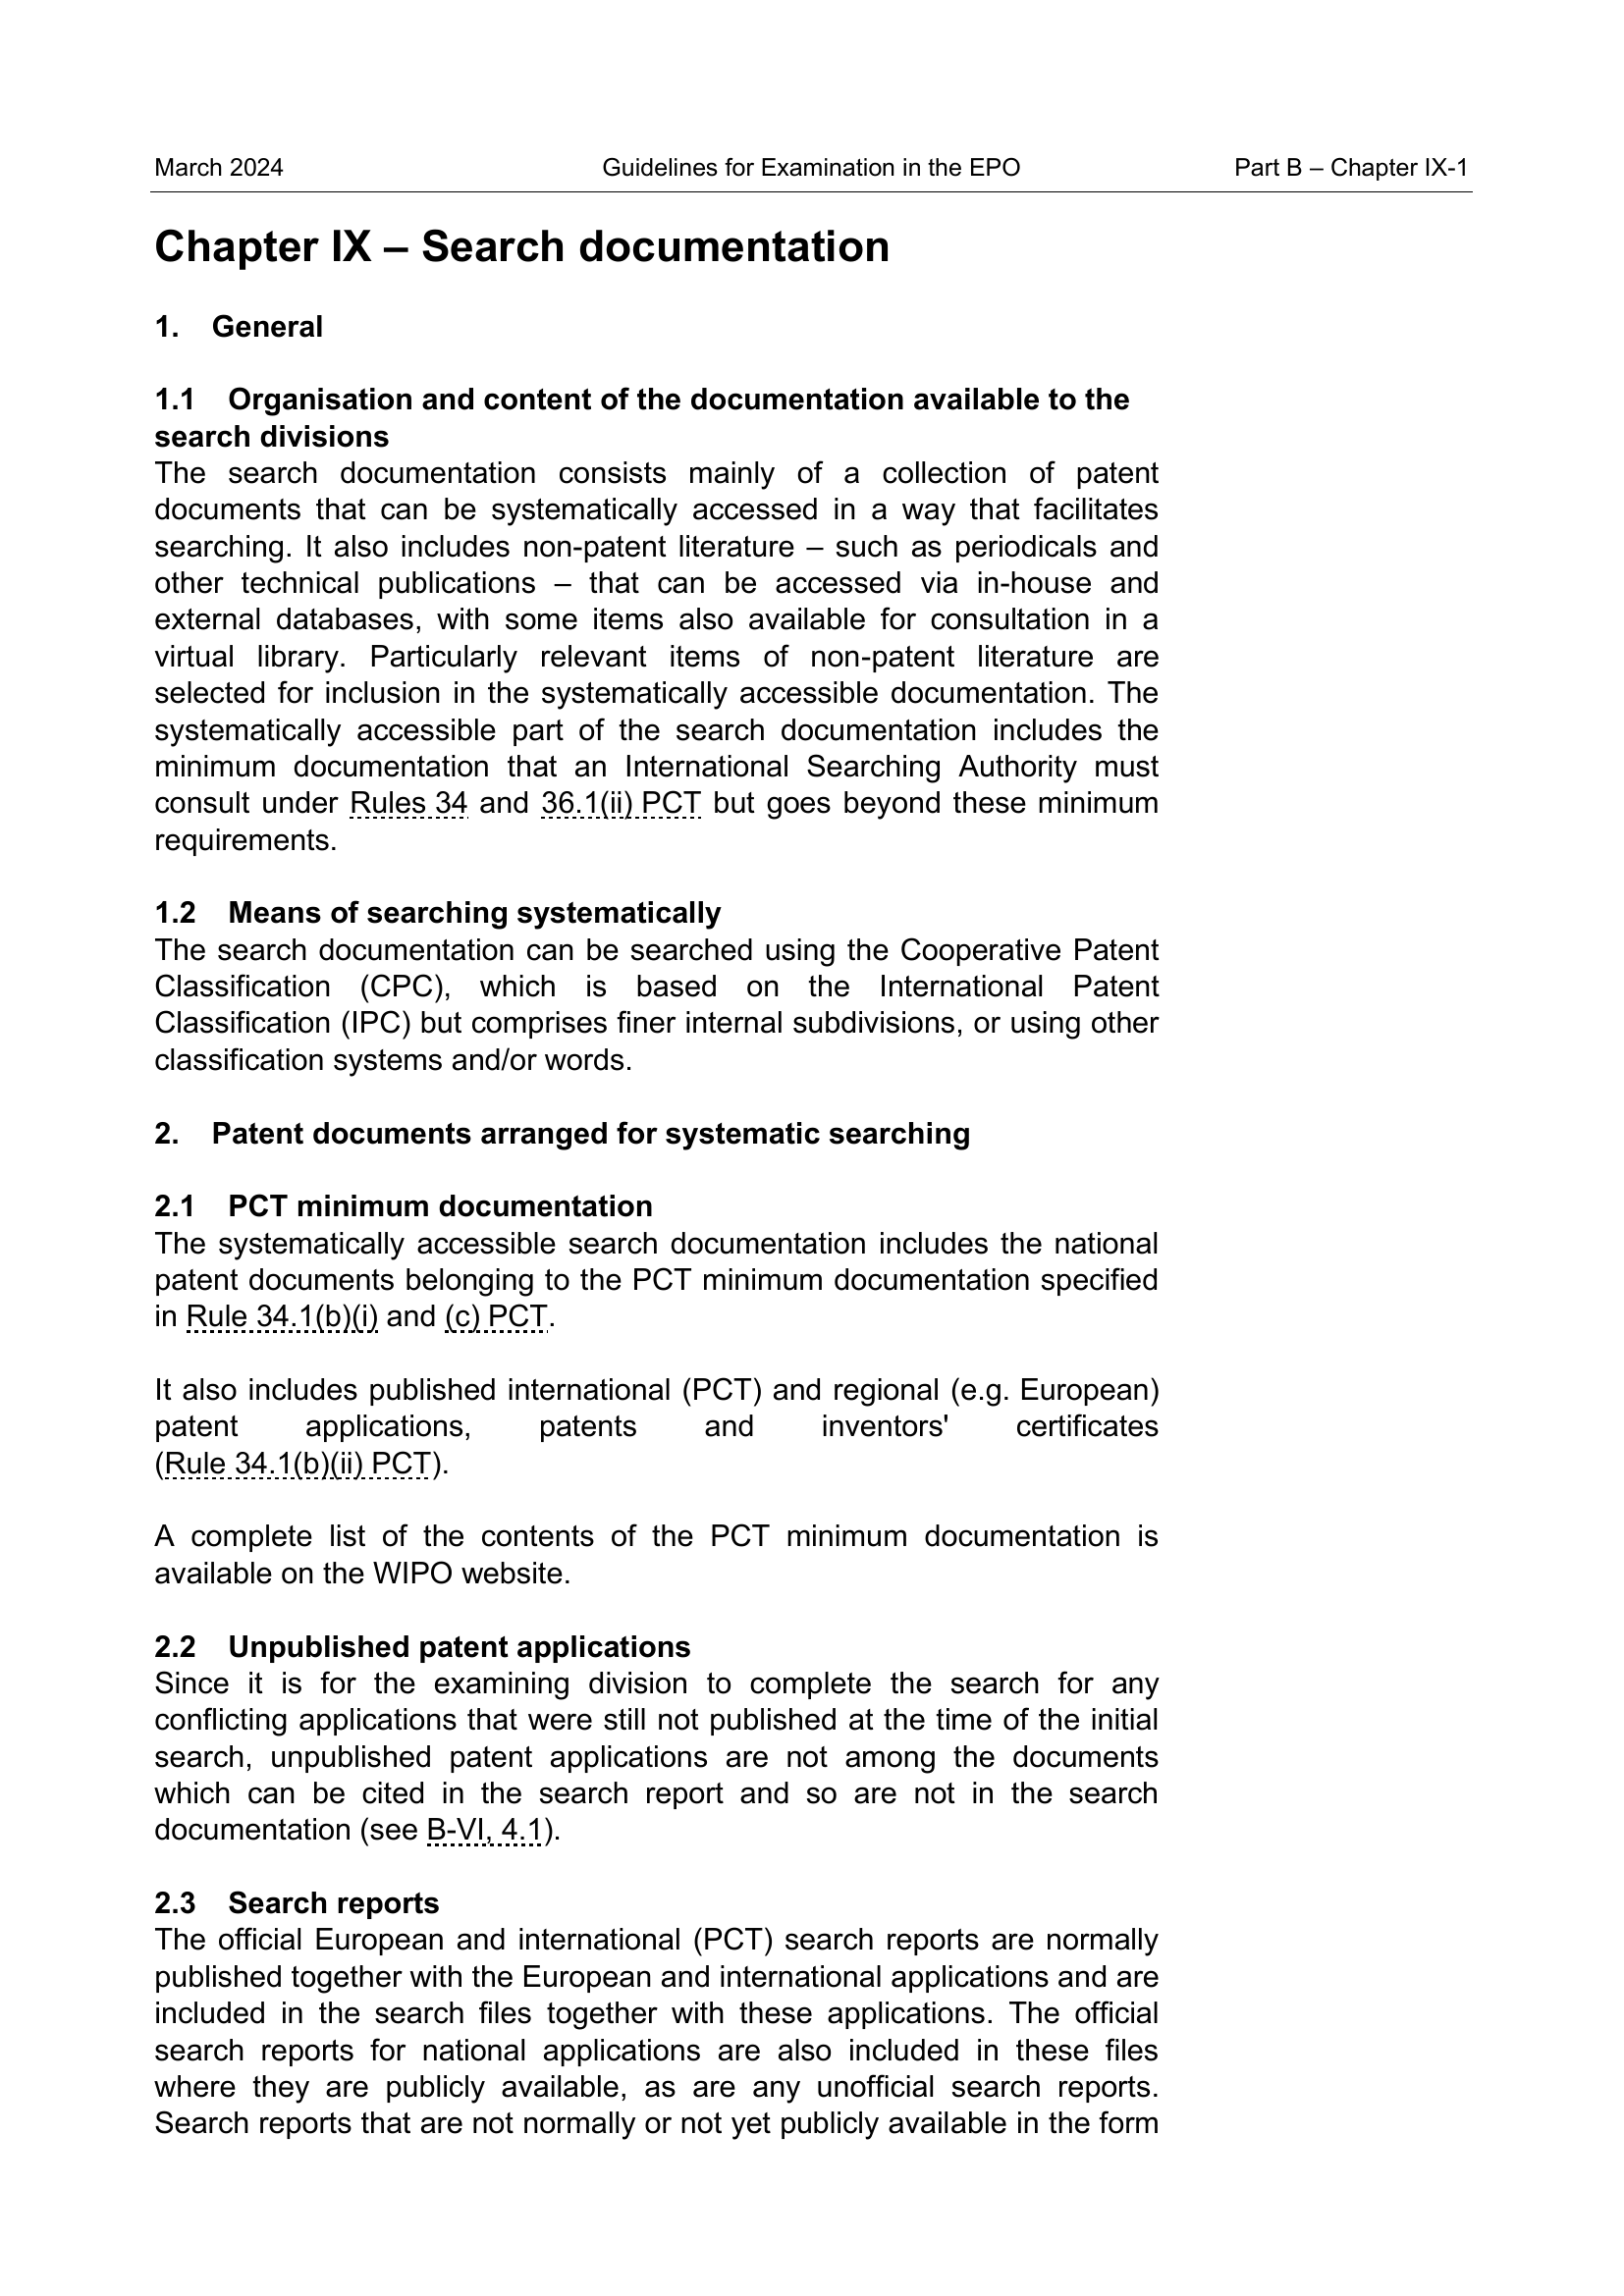 March 2024 Guidelines for Examination in the EPO Part B – Chapter IX-1
Chapter IX – Search documentation
1. General
1.1 Organisation and content of the documentation available to the
search divisions
The search documentation consists mainly of a collection of patent
documents that can be systematically accessed in a way that facilitates
searching. It also includes non-patent literature – such as periodicals and
other technical publications – that can be accessed via in-house and
external databases, with some items also available for consultation in a
virtual library. Particularly relevant items of non-patent literature are
selected for inclusion in the systematically accessible documentation. The
systematically accessible part of the search documentation includes the
minimum documentation that an International Searching Authority must
consult under Rules 34 and 36.1(ii) PCT but goes beyond these minimum
requirements.
1.2 Means of searching systematically
The search documentation can be searched using the Cooperative Patent
Classification (CPC), which is based on the International Patent
Classification (IPC) but comprises finer internal subdivisions, or using other
classification systems and/or words.
2. Patent documents arranged for systematic searching
2.1 PCT minimum documentation
The systematically accessible search documentation includes the national
patent documents belonging to the PCT minimum documentation specified
in Rule 34.1(b)(i) and (c) PCT.
It also includes published international (PCT) and regional (e.g. European)
patent applications, patents and inventors' certificates
(Rule 34.1(b)(ii) PCT).
A complete list of the contents of the PCT minimum documentation is
available on the WIPO website.
2.2 Unpublished patent applications
Since it is for the examining division to complete the search for any
conflicting applications that were still not published at the time of the initial
search, unpublished patent applications are not among the documents
which can be cited in the search report and so are not in the search
documentation (see B-VI, 4.1).
2.3 Search reports
The official European and international (PCT) search reports are normally
published together with the European and international applications and are
included in the search files together with these applications. The official
search reports for national applications are also included in these files
where they are publicly available, as are any unofficial search reports.
Search reports that are not normally or not yet publicly available in the form